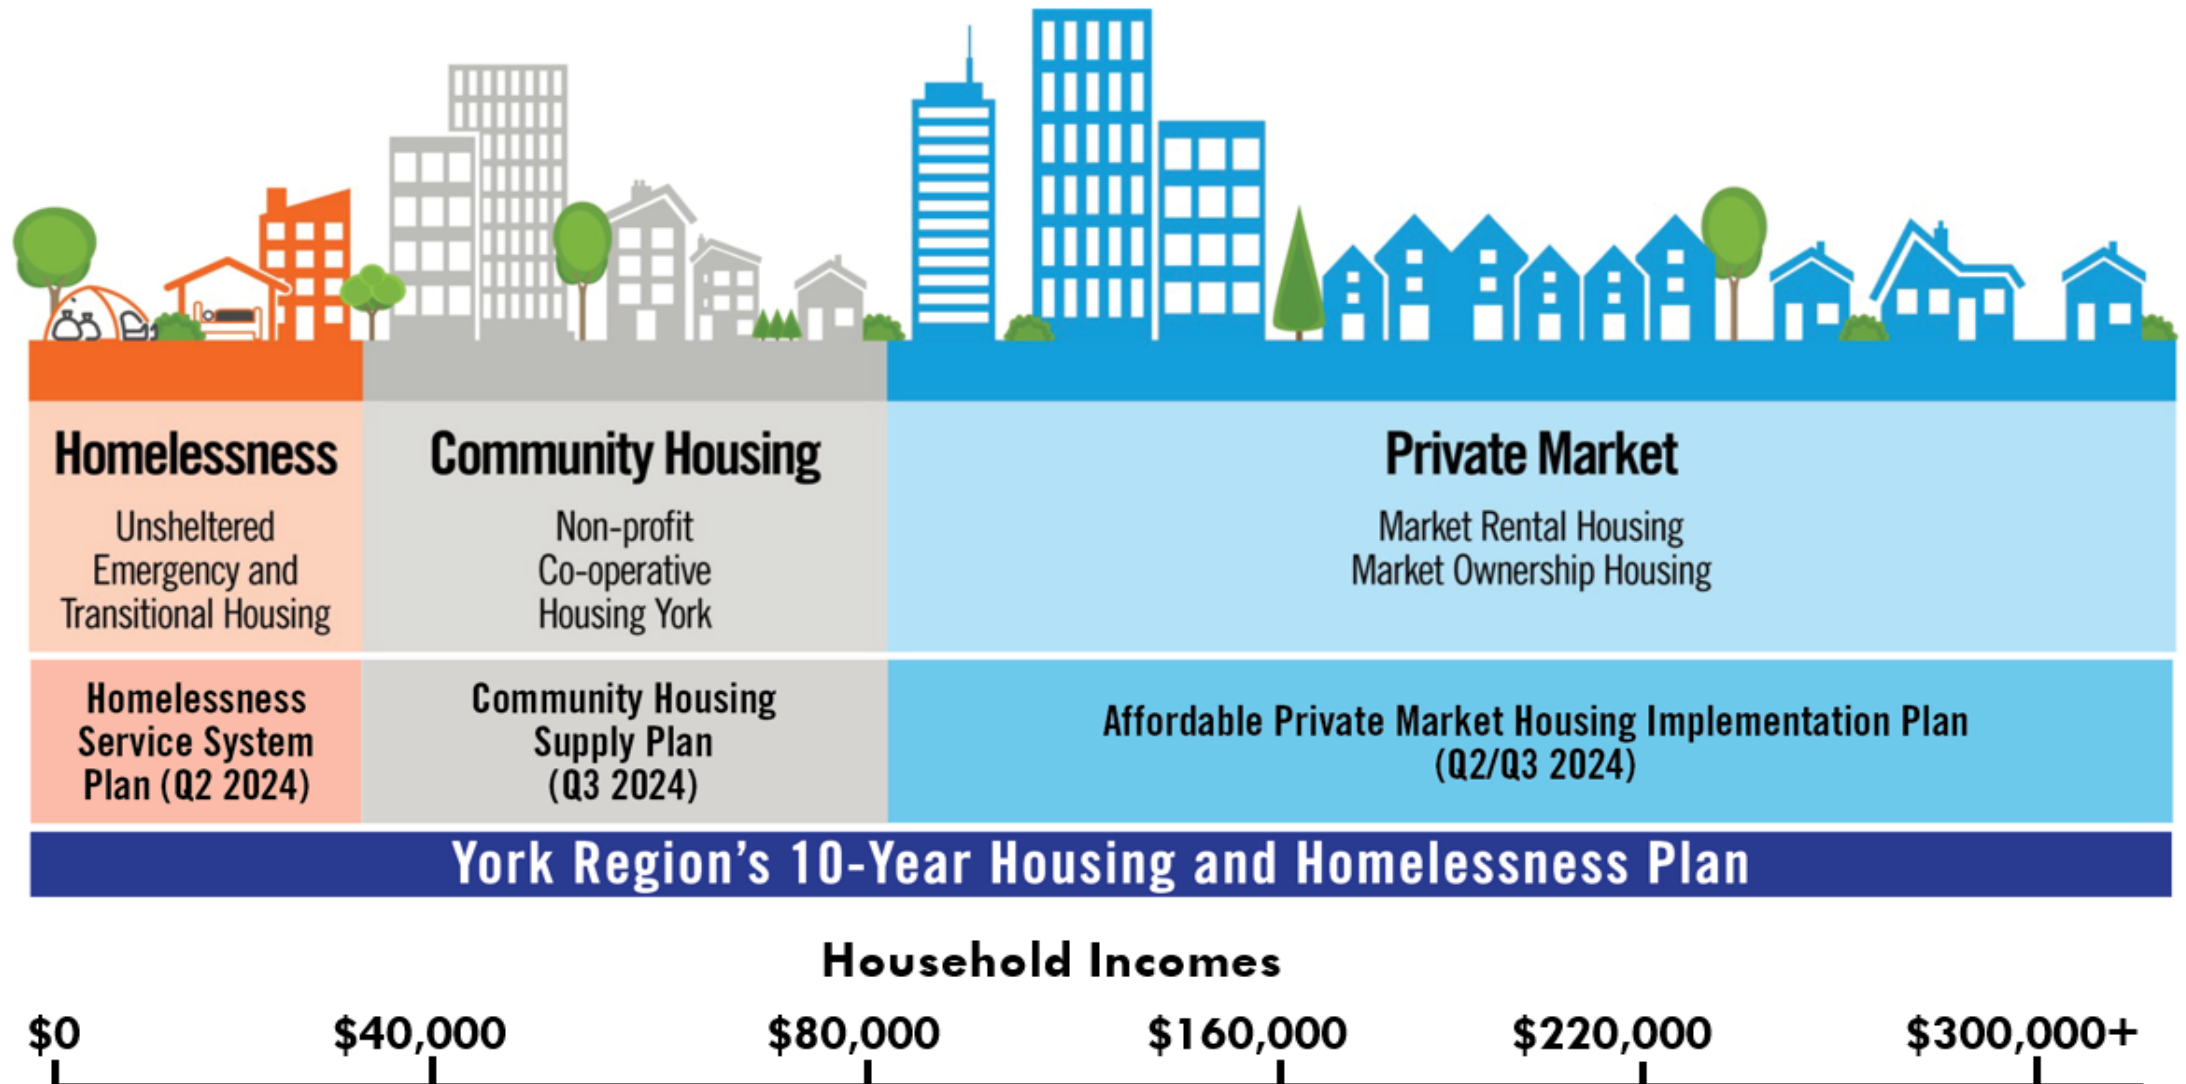 Homelessness
Unsheltered
Emergency and
Transitional Housing
Community Housing
Non-profit
Co-operative
Housing York
Private Market
Market Rental Housing
Market Ownership Housing
Homelessness
Service System
Plan (Q2 2024)
Community Housing
Supply Plan
(Q3 2024)
Affordable Private Market Housing Implementation Plan
(Q2/Q3 2024)
York Region’s 10-Year Housing and Homelessness Plan
Household Incomes
$0 $40,000 $80,000 $160,000 $220,000 $300,000+